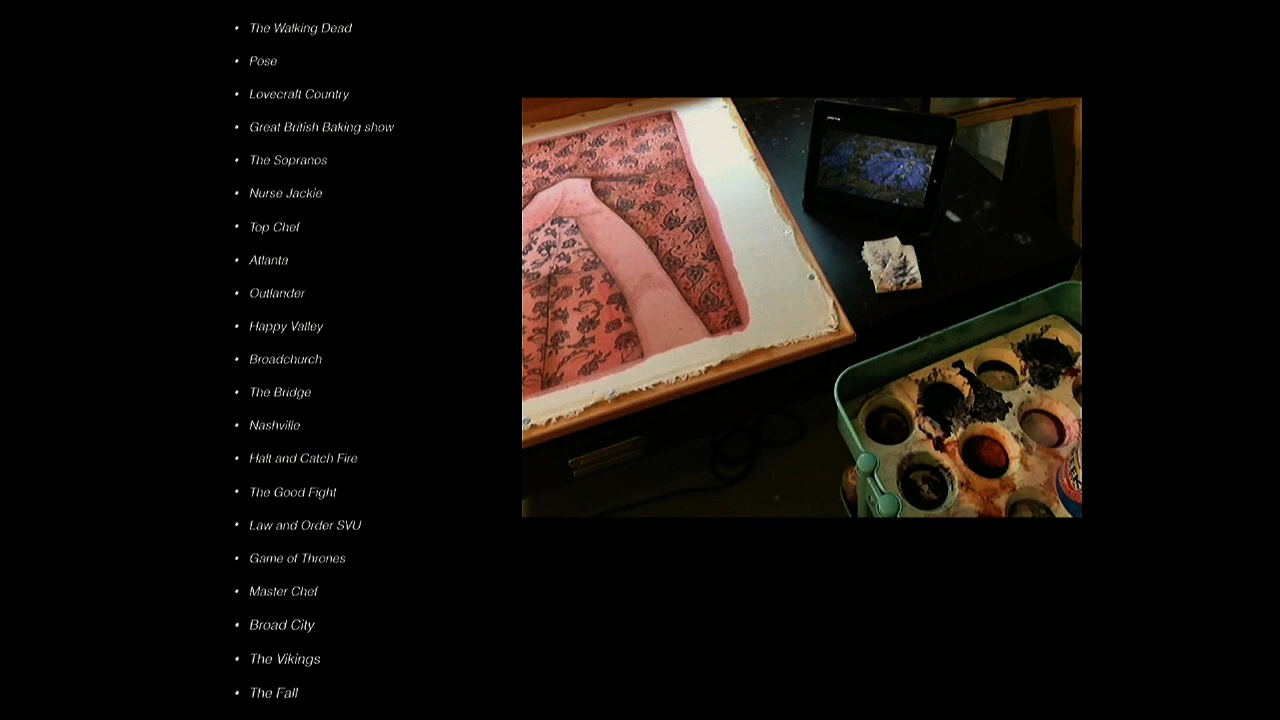 • The Walking Dead
• Pose
• Lovecraft Country
• Great British Baking show
• The Sopranos
• Nurse Jackie
• Top Chef
• Atlanta
• Outlander
• Happy Valley
• Broadchurch
• The Bridge
• Nashville
• Halt and Catch Fire
• The Good Fight
• Law and Order SVU
• Game of Thrones
• Master Chef
• Broad City
• The Vikings
• The Fall